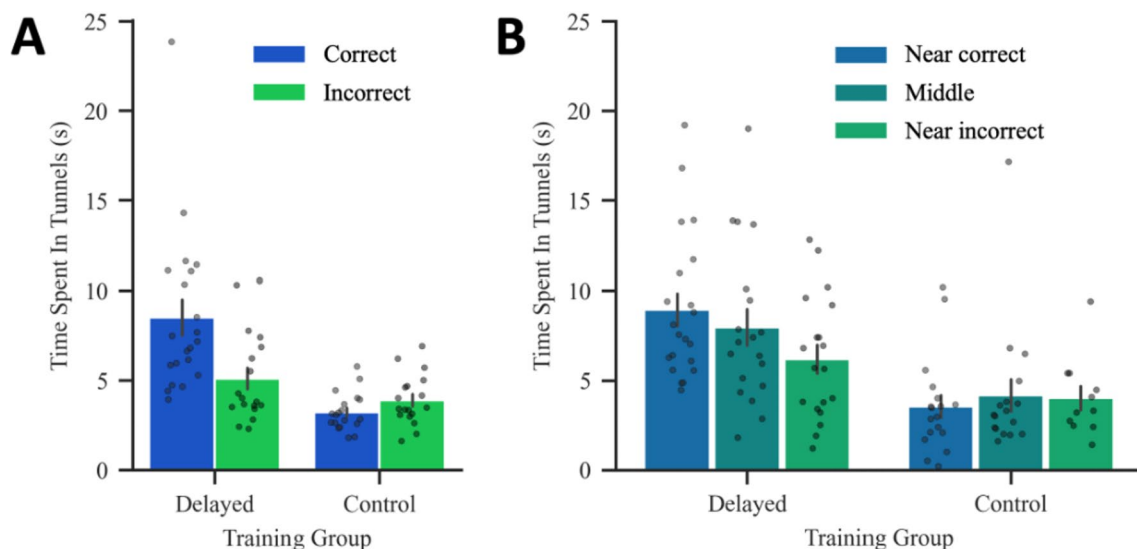 A
Time Spent In Tunnels (s)
25
20
15
10
5
0
Correct
Incorrect
Delayed
Control
Training Group
B
Time Spent In Tunnels (s)
25
20
15
10
5
0
Near correct
Middle
Near incorrect
Delayed
Control
Training Group